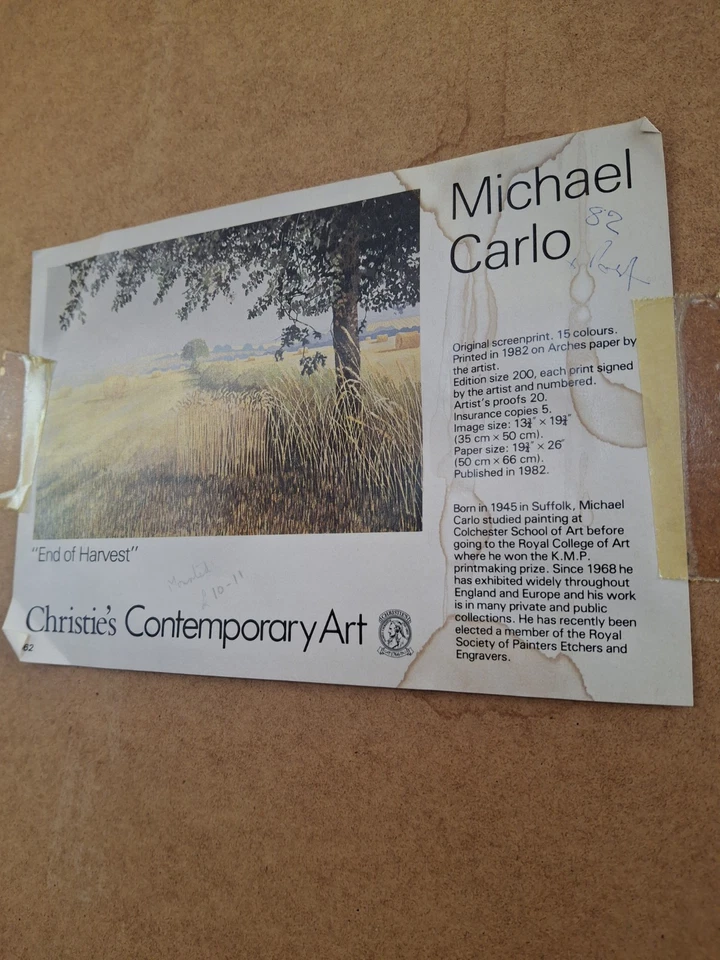 Michael
Carlo
82
Original screenprint. 15 colours.
Printed in 1982 on Arches paper by
the artist.
Edition size 200, each print signed
by the artist and numbered.
Artist's proofs 20.
Insurance copies 5.
Image size: 13¾″ × 19¾″
(35 cm × 50 cm).
Paper size: 19¾″ × 26″
(50 cm × 66 cm).
Published in 1982.
Born in 1945 in Suffolk, Michael
Carlo studied painting at
Colchester School of Art before
going to the Royal College of Art
where he won the K.M.P.
printmaking prize. Since 1968 he
has exhibited widely throughout
England and Europe and his work
is in many private and public
collections. He has recently been
elected a member of the Royal
Society of Painters Etchers and
Engravers.
"End of Harvest"
£10-11
Christie's Contemporary Art
62